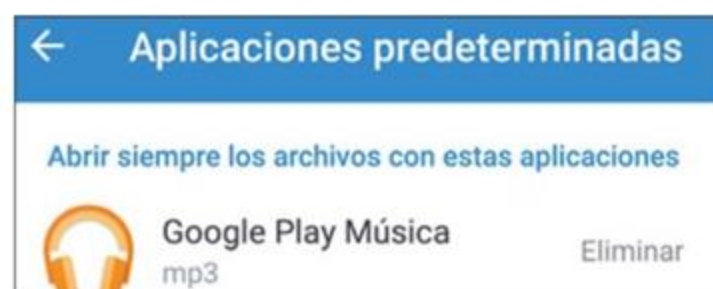 Aplicaciones predeterminadas
Abrir siempre los archivos con estas aplicaciones
Google Play Música
Eliminar
mp3